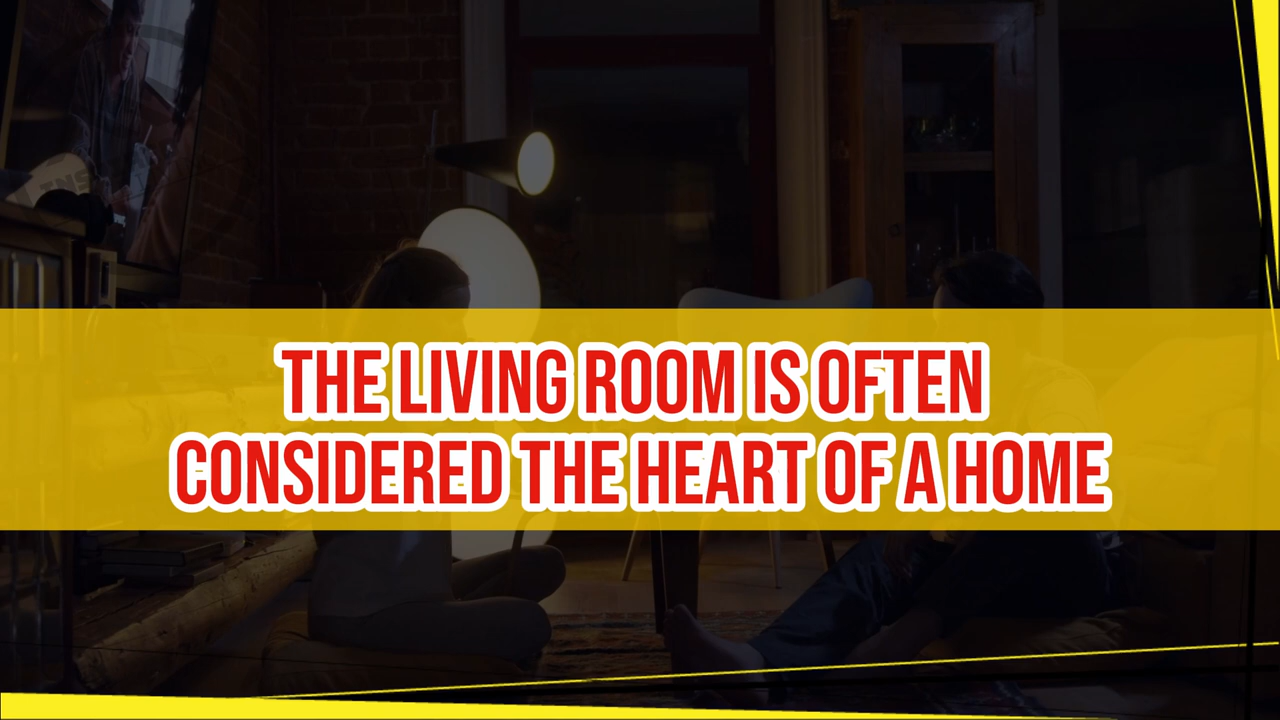 THE LIVING ROOM IS OFTEN
CONSIDERED THE HEART OF A HOME